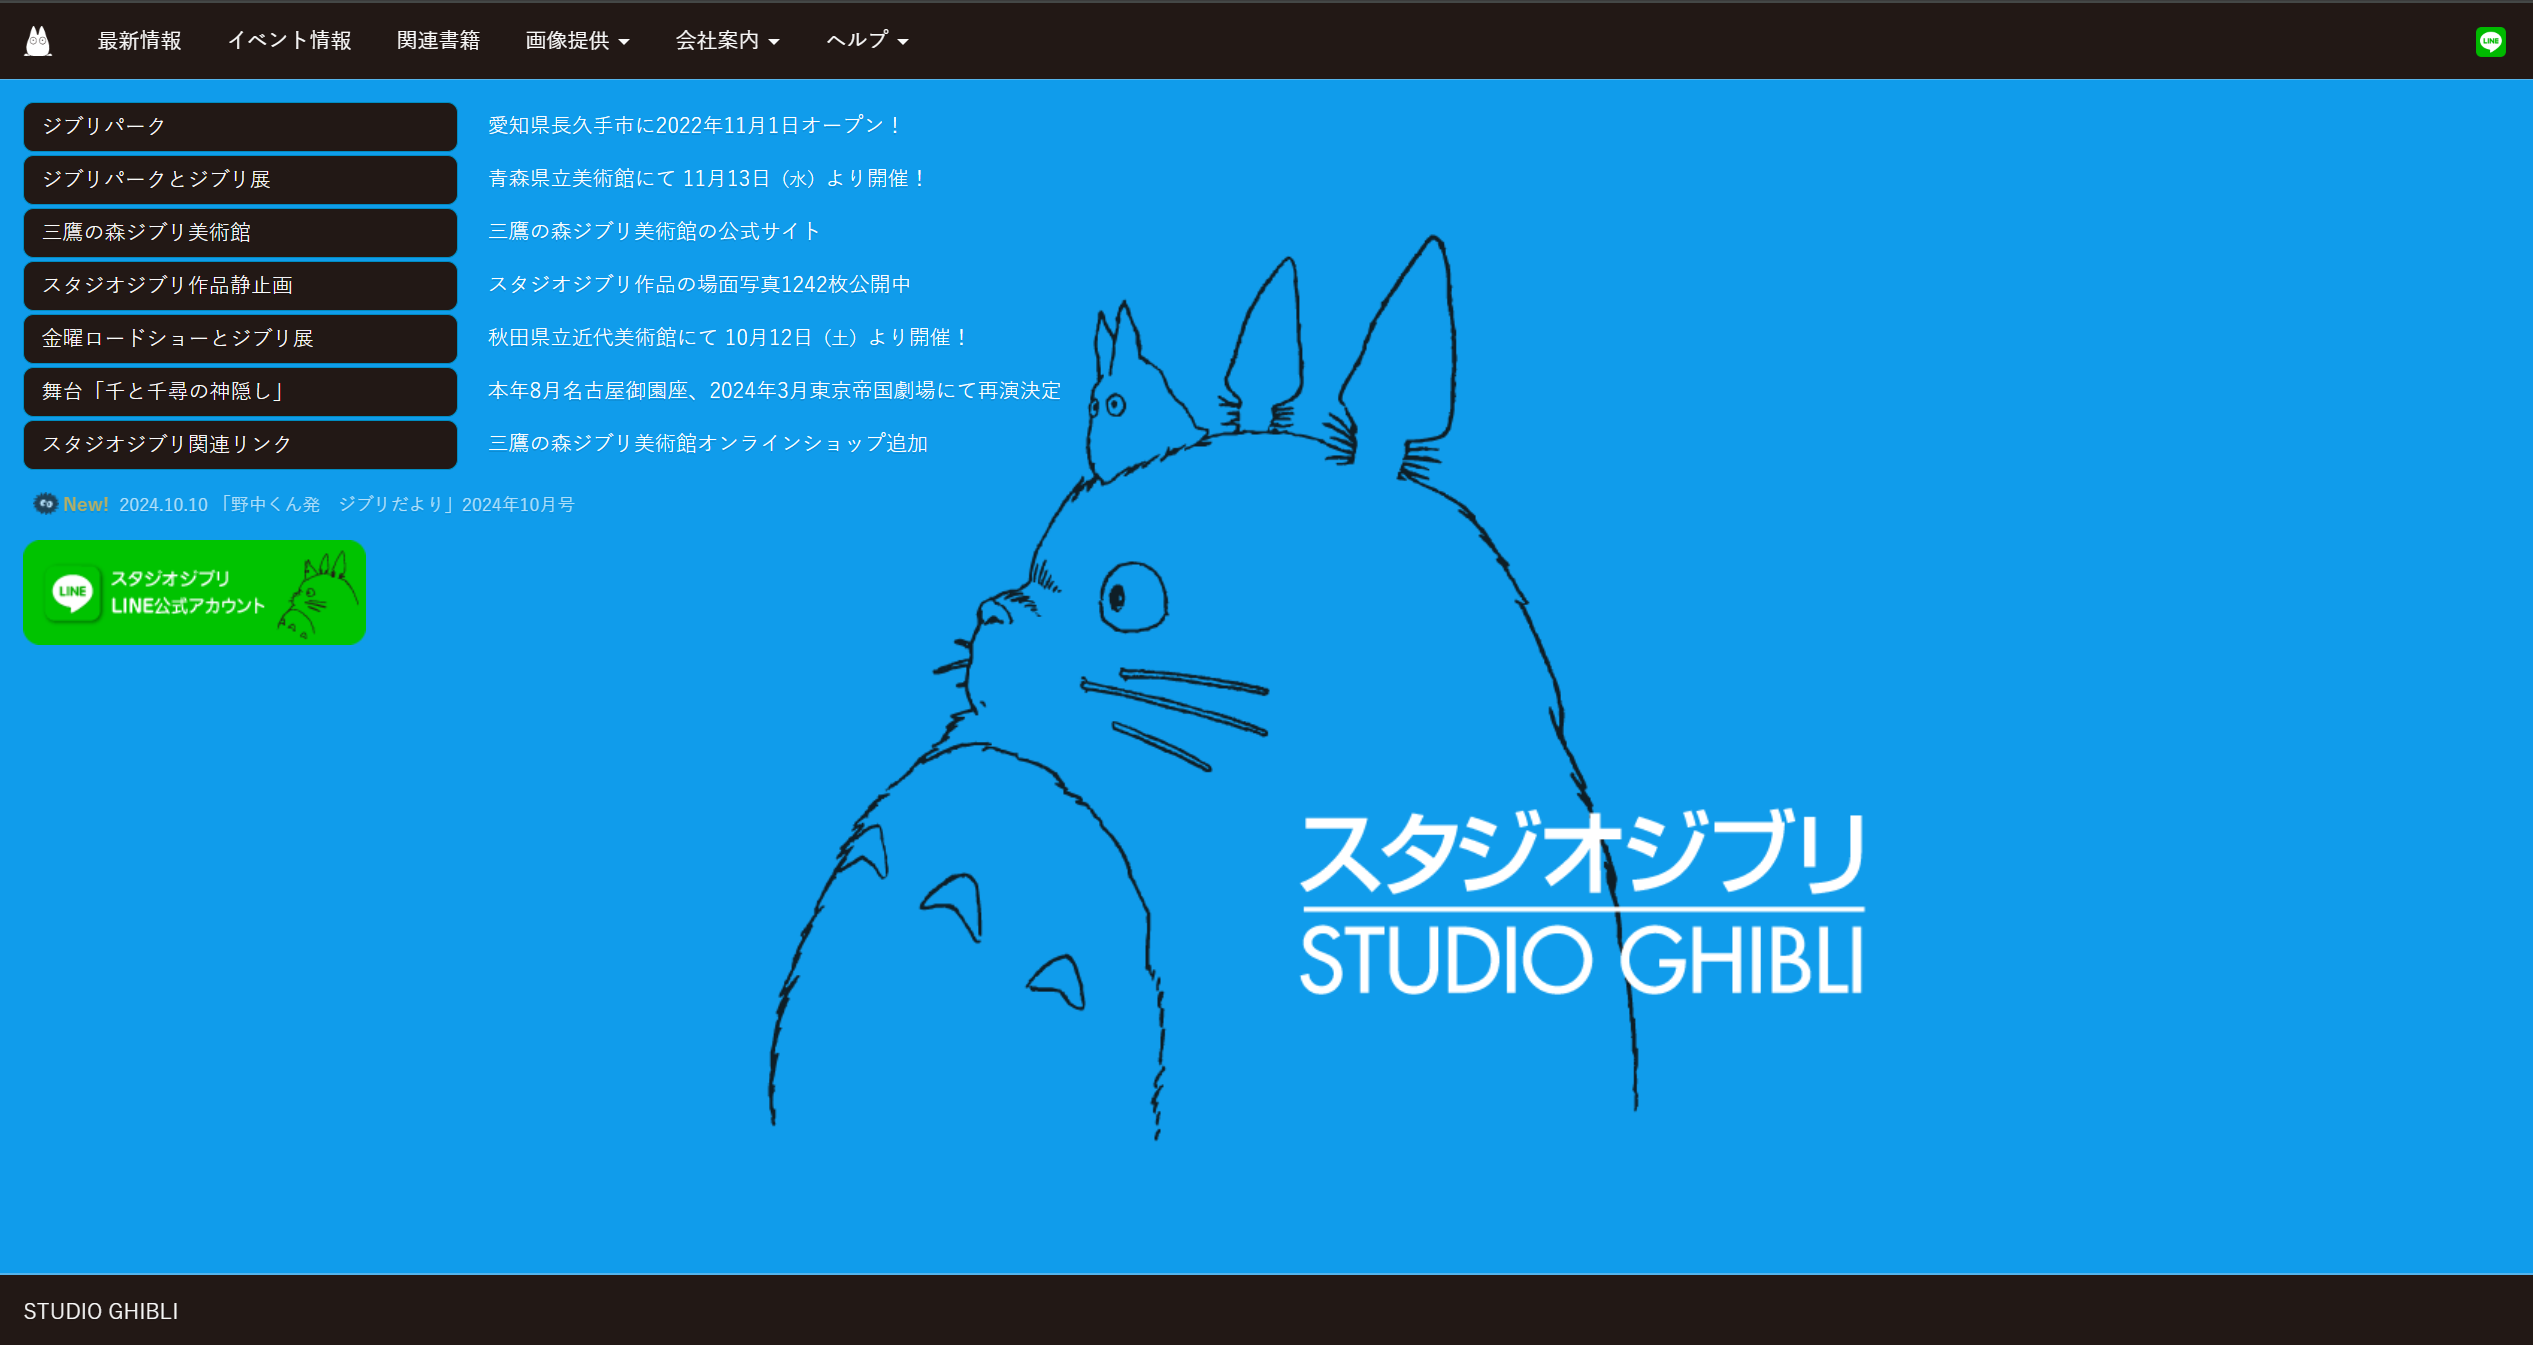 最新情報 イベント情報 関連書籍 画像提供 会社案内 ヘルプ
LINE
ジブリパーク 愛知県長久手市に2022年11月1日オープン！
ジブリパークとジブリ展 青森県立美術館にて 11月13日（水）より開催！
三鷹の森ジブリ美術館 三鷹の森ジブリ美術館の公式サイト
スタジオジブリ作品静止画 スタジオジブリ作品の場面写真1242枚公開中
金曜ロードショーとジブリ展 秋田県立近代美術館にて 10月12日（土）より開催！
舞台「千と千尋の神隠し」 本年8月名古屋御園座、2024年3月東京帝国劇場にて再演決定
スタジオジブリ関連リンク 三鷹の森ジブリ美術館オンラインショップ追加
New! 2024.10.10 「野中くん発　ジブリだより」2024年10月号
LINE
スタジオジブリ
LINE公式アカウント
スタジオジブリ
STUDIO GHIBLI
STUDIO GHIBLI